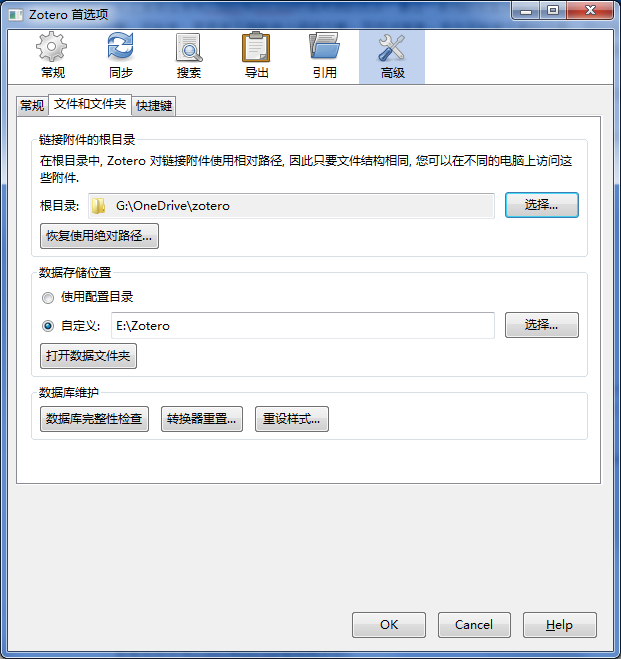 Zotero 首选项
常规 同步 搜索 导出 引用 高级
常规 文件和文件夹 快捷键
链接附件的根目录
在根目录中, Zotero 对链接附件使用相对路径, 因此只要文件结构相同, 您可以在不同的电脑上访问这
些附件.
根目录: G:\OneDrive\zotero 选择...
恢复使用绝对路径...
数据存储位置
使用配置目录
自定义: E:\Zotero 选择...
打开数据文件夹
数据库维护
数据库完整性检查 转换器重置... 重设样式...
OK Cancel Help